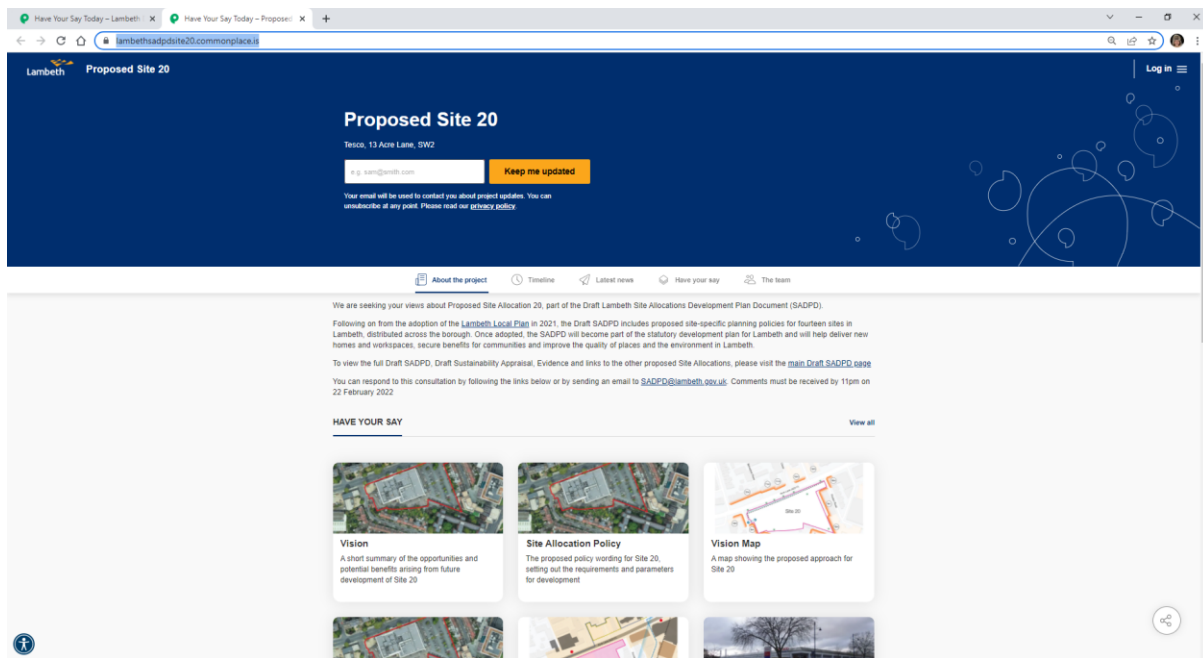 Have Your Say Today – Lambeth
Have Your Say Today – Proposed
lambethsadpdsite20.commonplace.is
Lambeth
Proposed Site 20
Log in
Proposed Site 20
Tesco, 13 Acre Lane, SW2
e.g. sam@smith.com
Keep me updated
Your email will be used to contact you about project updates. You can
unsubscribe at any point. Please read our privacy policy.
About the project
Timeline
Latest news
Have your say
The team
We are seeking your views about Proposed Site Allocation 20, part of the Draft Lambeth Site Allocations Development Plan Document (SADPD).
Following on from the adoption of the Lambeth Local Plan in 2021, the Draft SADPD includes proposed site-specific planning policies for fourteen sites in
Lambeth, distributed across the borough. Once adopted, the SADPD will become part of the statutory development plan for Lambeth and will help deliver new
homes and workspaces, secure benefits for communities and improve the quality of places and the environment in Lambeth.
To view the full Draft SADPD, Draft Sustainability Appraisal, Evidence and links to the other proposed Site Allocations, please visit the main Draft SADPD page
You can respond to this consultation by following the links below or by sending an email to SADPD@lambeth.gov.uk. Comments must be received by 11pm on
22 February 2022
HAVE YOUR SAY
View all
Site 20
Vision
A short summary of the opportunities and
potential benefits arising from future
development of Site 20
Site Allocation Policy
The proposed policy wording for Site 20,
setting out the requirements and parameters
for development
Vision Map
A map showing the proposed approach for
Site 20